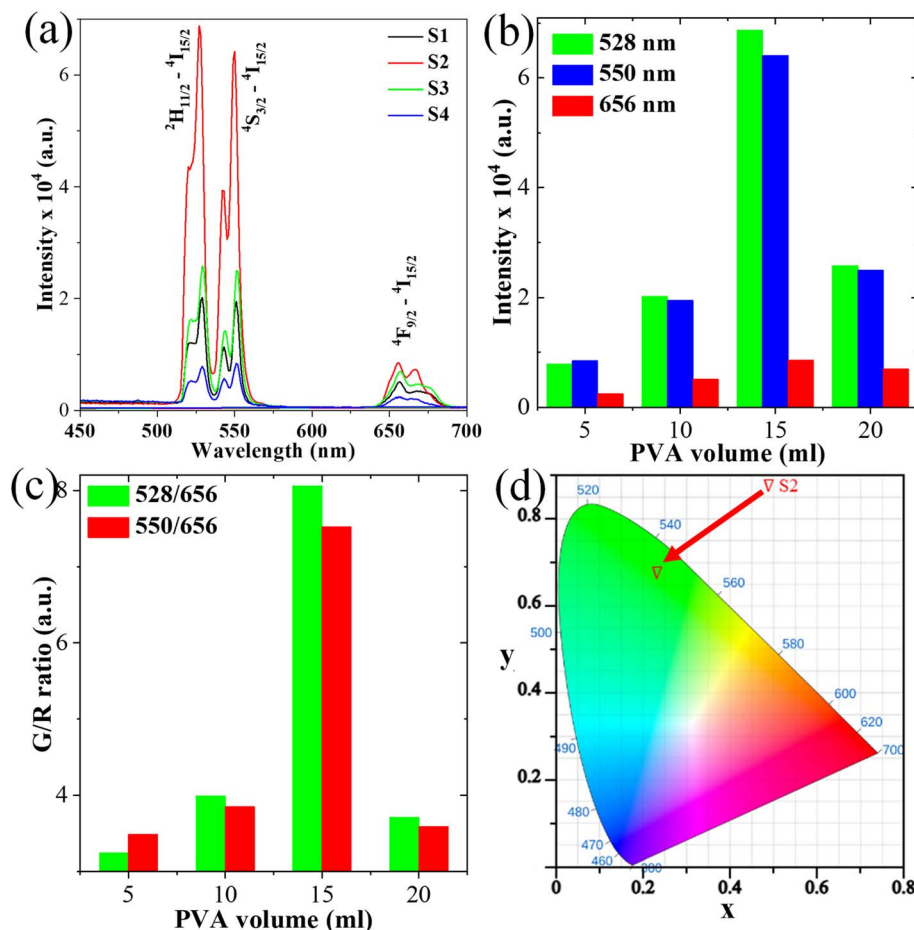 (a)
²H₁₁/₂ - ⁴I₁₅/₂
⁴S₃/₂ - ⁴I₁₅/₂
⁴F₉/₂ - ⁴I₁₅/₂
S1
S2
S3
S4
Intensity x 10⁴ (a.u.)
6
4
2
0
450 500 550 600 650 700
Wavelength (nm)
(b)
528 nm
550 nm
656 nm
Intensity x 10⁴ (a.u.)
6
4
2
0
5 10 15 20
PVA volume (ml)
(c)
528/656
550/656
G/R ratio (a.u.)
8
4
5 10 15 20
PVA volume (ml)
(d)
∇ S2
∇
0.8
0.6
0.4
0.2
y
520
540
560
580
600
620
700
500
490
480
470
460
0 0.2 0.4 0.6 0.8
x